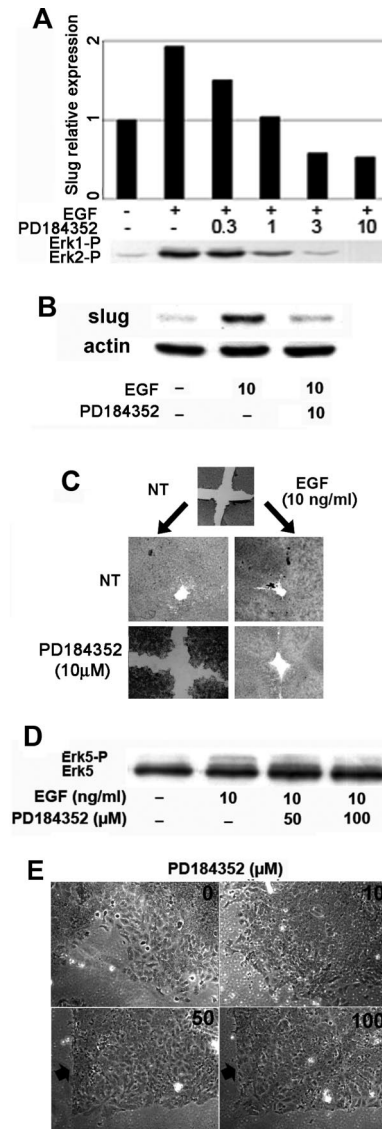 A
Slug relative expression
2
1
0
EGF - + + + + +
PD184352 - - 0.3 1 3 10
Erk1-P
Erk2-P
B
slug
actin
EGF – 10 10
PD184352 – – 10
C
NT
EGF
(10 ng/ml)
NT
PD184352
(10µM)
D
Erk5-P
Erk5
EGF (ng/ml) – 10 10 10
PD184352 (µM) – – 50 100
E
PD184352 (µM)
0 10
50 100